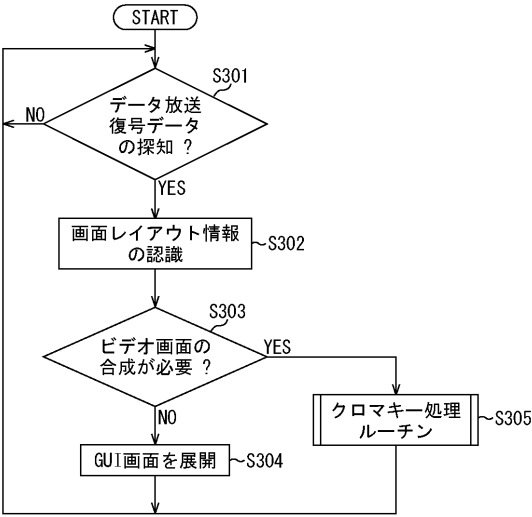 START
S301
データ放送
復号データ
の探知 ?
NO
YES
画面レイアウト情報
の認識
S302
S303
ビデオ画面の
合成が必要 ?
YES
NO
クロマキー処理
ルーチン
S305
GUI画面を展開
S304